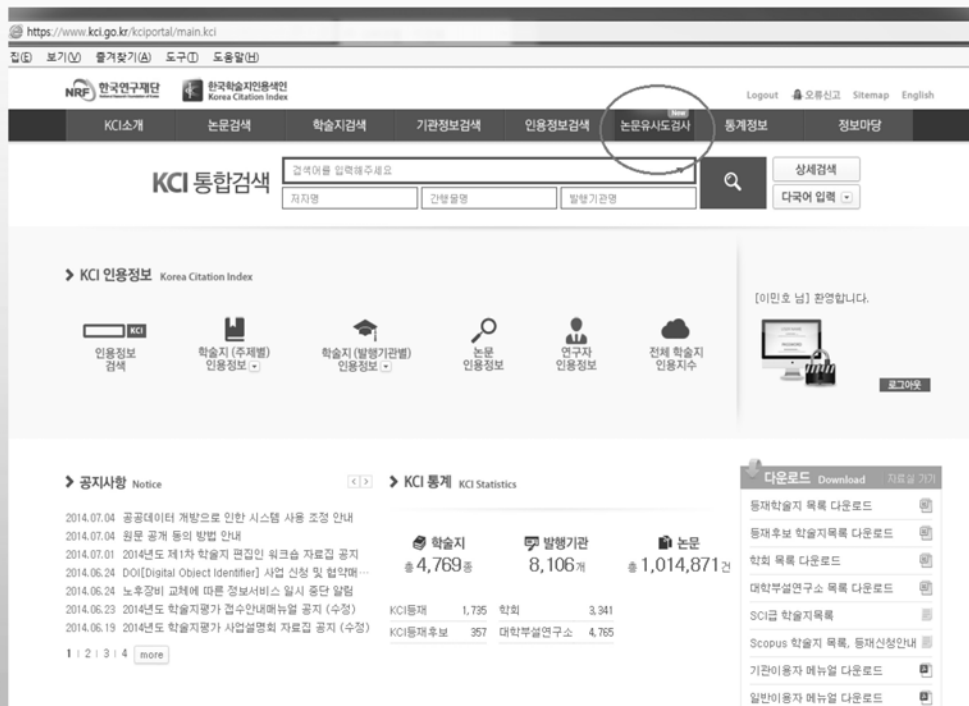 https://www.kci.go.kr/kciportal/main.kci
집(E) 보기(V) 즐겨찾기(A) 도구(T) 도움말(H)
NRF 한국연구재단 한국학술지인용색인
Korea Citation Index
Logout 오류신고 Sitemap English
New
KCI소개 논문검색 학술지검색 기관정보검색 인용정보검색 논문유사도검사 통계정보 정보마당
KCI 통합검색
검색어를 입력해주세요
저자명 간행물명 발행기관명
상세검색
다국어 입력
KCI 인용정보 Korea Citation Index
KCI
인용정보
검색
학술지 (주제별)
인용정보
학술지 (발행기관별)
인용정보
논문
인용정보
연구자
인용정보
전체 학술지
인용지수
[이민호 님] 환영합니다.
로그아웃
공지사항 Notice
2014.07.04 공공데이터 개방으로 인한 시스템 사용 조정 안내
2014.07.04 원문 공개 동의 방법 안내
2014.07.01 2014년도 제1차 학술지 편집인 워크숍 자료집 공지
2014.06.24 DOI[Digital Object Identifier] 사업 신청 및 협약매…
2014.06.24 노후장비 교체에 따른 정보서비스 일시 중단 알림
2014.06.23 2014년도 학술지평가 접수안내매뉴얼 공지 (수정)
2014.06.19 2014년도 학술지평가 사업설명회 자료집 공지 (수정)
1 | 2 | 3 | 4 more
KCI 통계 KCI Statistics
학술지
총 4,769 종
발행기관
8,106 개
논문
총 1,014,871 건
KCI등재 1,735 학회 3,341
KCI등재후보 357 대학부설연구소 4,765
다운로드 Download 자료실 가기
등재학술지 목록 다운로드
등재후보 학술지목록 다운로드
학회 목록 다운로드
대학부설연구소 목록 다운로드
SCI급 학술지목록
Scopus 학술지 목록, 등재신청안내
기관이용자 메뉴얼 다운로드
일반이용자 메뉴얼 다운로드